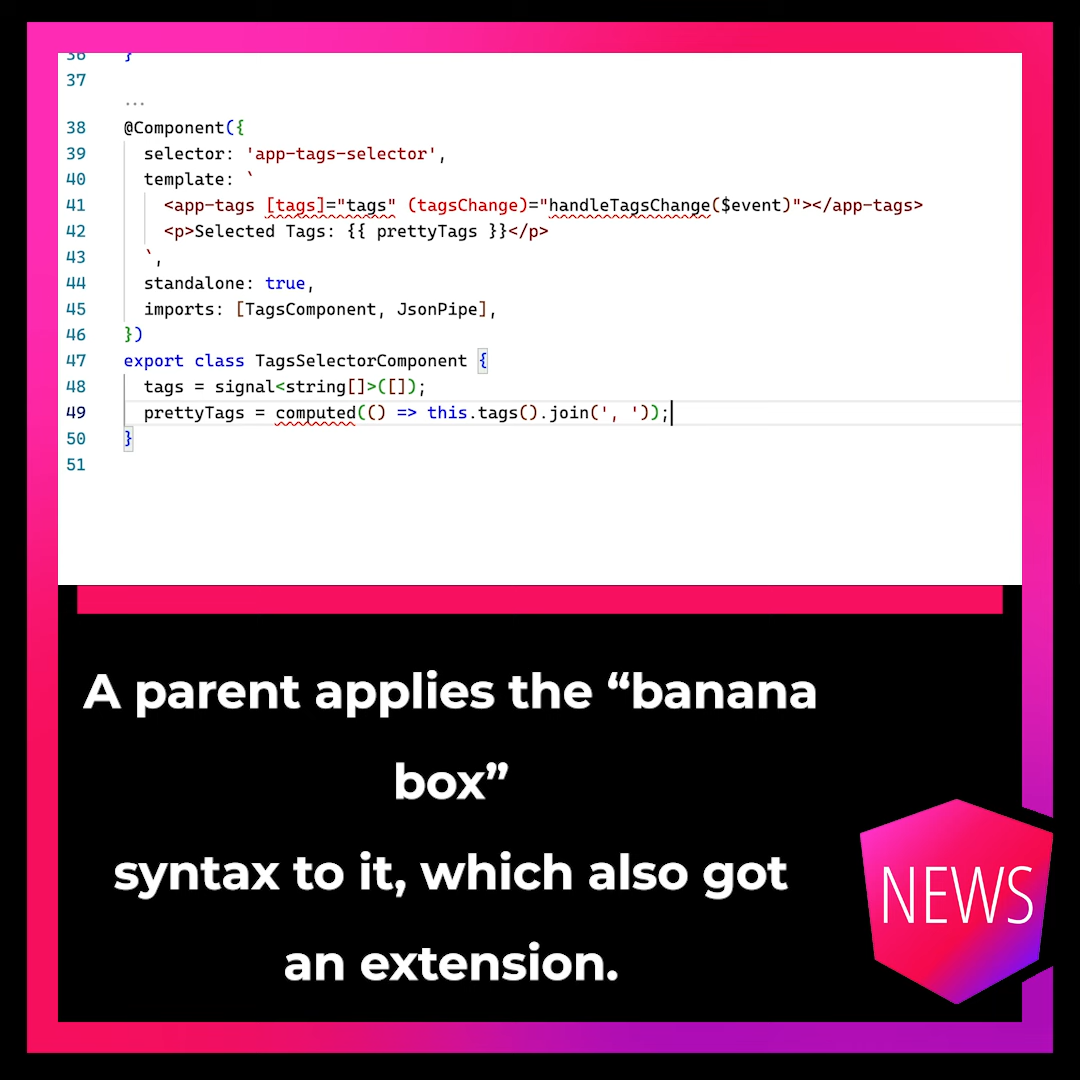 36 }
37
...
38 @Component({
39 selector: 'app-tags-selector',
40 template: `
41 <app-tags [tags]="tags" (tagsChange)="handleTagsChange($event)"></app-tags>
42 <p>Selected Tags: {{ prettyTags }}</p>
43 `,
44 standalone: true,
45 imports: [TagsComponent, JsonPipe],
46 })
47 export class TagsSelectorComponent {
48 tags = signal<string[]>([]);
49 prettyTags = computed(() => this.tags().join(', '));
50 }
51
A parent applies the “banana
box”
syntax to it, which also got
an extension.
NEWS